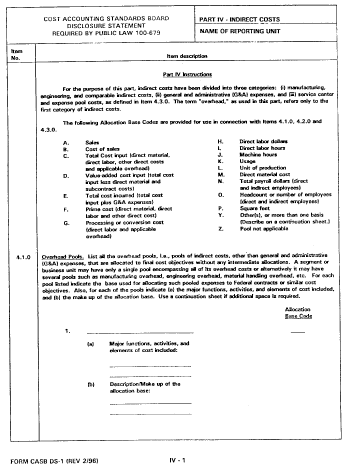 COST ACCOUNTING STANDARDS BOARD
DISCLOSURE STATEMENT
REQUIRED BY PUBLIC LAW 100-679
PART IV - INDIRECT COSTS
NAME OF REPORTING UNIT
Item
No.
Item description
Part IV Instructions
For the purpose of this part, indirect costs have been divided into three categories: (i) manufacturing,
engineering, and comparable indirect costs, (ii) general and administrative (G&A) expenses, and (iii) service center
and expense pool costs, as defined in Item 4.3.0. The term "overhead," as used in this part, refers only to the
first category of indirect costs.
The following Allocation Base Codes are provided for use in connection with Items 4.1.0, 4.2.0 and
4.3.0.
A. Sales
B. Cost of sales
C. Total Cost input (direct material,
direct labor, other direct costs
and applicable overhead)
D. Value-added cost input (total cost
input less direct material and
subcontract costs)
E. Total cost incurred (total cost
input plus G&A expenses)
F. Prime cost (direct material, direct
labor and other direct cost)
G. Processing or conversion cost
(direct labor and applicable
overhead)
H. Direct labor dollars
I. Direct labor hours
J. Machine hours
K. Usage
L. Unit of production
M. Direct material cost
N. Total payroll dollars (direct
and indirect employees)
O. Headcount or number of employees
(direct and indirect employees)
P. Square feet
Y. Other(s), or more than one basis
(Describe on a continuation sheet.)
Z. Pool not applicable
4.1.0 Overhead Pools. List all the overhead pools, i.e., pools of indirect costs, other than general and administrative
(G&A) expenses, that are allocated to final cost objectives without any intermediate allocations. A segment or
business unit may have only a single pool encompassing all of its overhead costs or alternatively it may have
several pools such as manufacturing overhead, engineering overhead, material handling overhead, etc. For each
pool listed indicate the base used for allocating such pooled expenses to Federal contracts or similar cost
objectives. Also, for each of the pools indicate (a) the major functions, activities, and elements of cost included,
and (b) the make up of the allocation base. Use a continuation sheet if additional space is required.
Allocation
Base Code
1.
(a) Major functions, activities, and
elements of cost included:
(b) Description/Make up of the
allocation base:
FORM CASB DS-1 (REV 2/96)
IV - 1